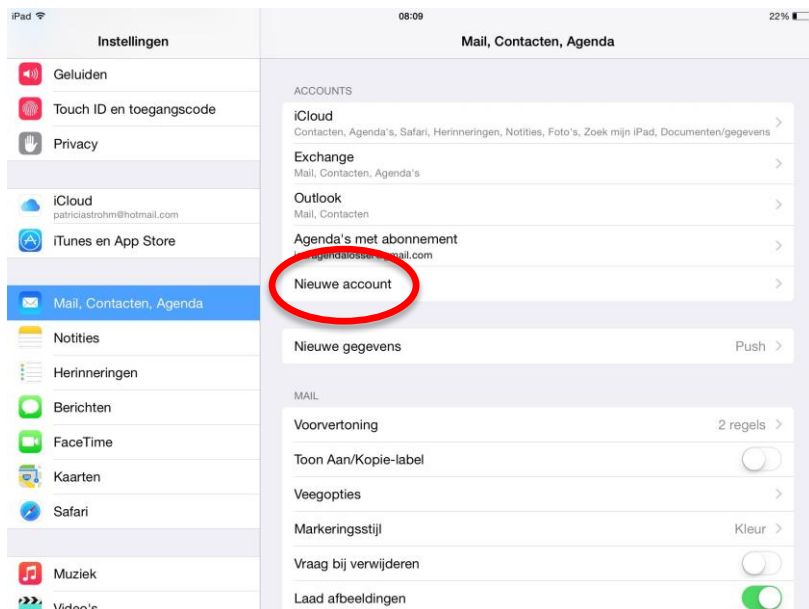 iPad 08:09 22%
Instellingen
Geluiden
Touch ID en toegangscode
Privacy
iCloud
patriciastrohm@hotmail.com
iTunes en App Store
Mail, Contacten, Agenda
Notities
Herinneringen
Berichten
FaceTime
Kaarten
Safari
Muziek
Video's
Mail, Contacten, Agenda
ACCOUNTS
iCloud
Contacten, Agenda's, Safari, Herinneringen, Notities, Foto's, Zoek mijn iPad, Documenten/gegevens
Exchange
Mail, Contacten, Agenda's
Outlook
Mail, Contacten
Agenda's met abonnement
Nieuwe account
Nieuwe gegevens Push
MAIL
Voorvertoning 2 regels
Toon Aan/Kopie-label
Veegopties
Markeringsstijl Kleur
Vraag bij verwijderen
Laad afbeeldingen